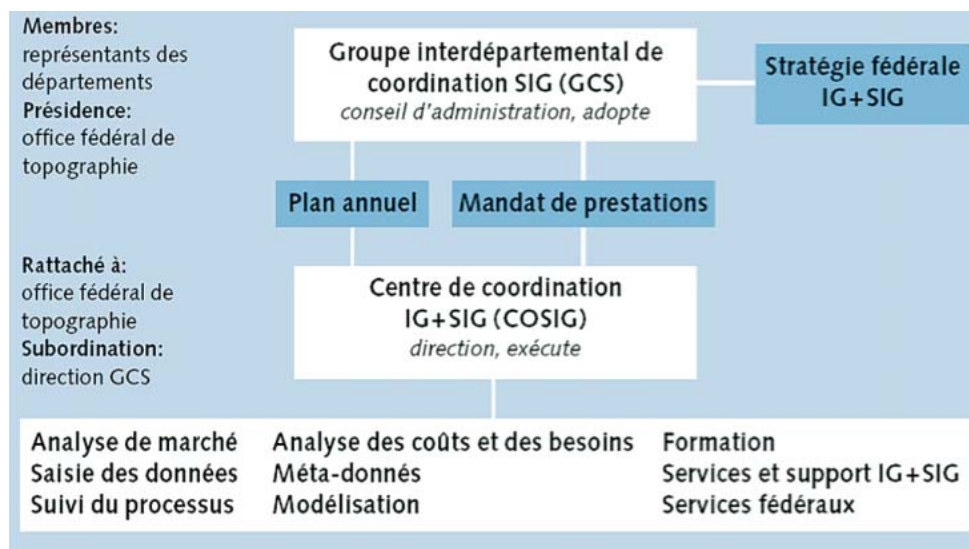 Membres:
représentants des
départements
Présidence:
office fédéral de
topographie
Groupe interdépartemental de
coordination SIG (GCS)
conseil d'administration, adopte
Stratégie fédérale
IG+SIG
Plan annuel
Mandat de prestations
Rattaché à:
office fédéral de
topographie
Subordination:
direction GCS
Centre de coordination
IG+SIG (COSIG)
direction, exécute
Analyse de marché
Saisie des données
Suivi du processus
Analyse des coûts et des besoins
Méta-donnés
Modélisation
Formation
Services et support IG+SIG
Services fédéraux